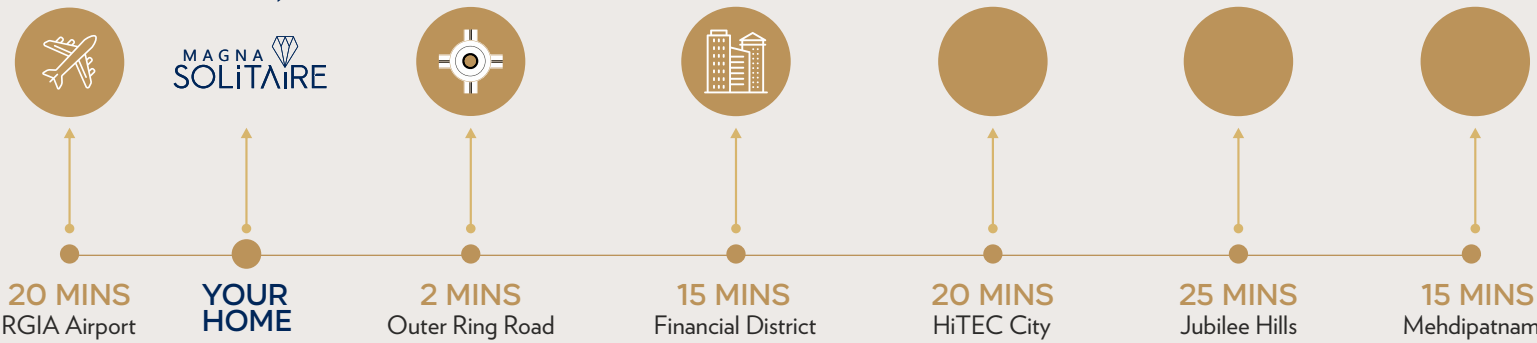 MAGNA
SOLiTAiRE
20 MINS
RGIA Airport
YOUR
HOME
2 MINS
Outer Ring Road
15 MINS
Financial District
20 MINS
HiTEC City
25 MINS
Jubilee Hills
15 MINS
Mehdipatnam